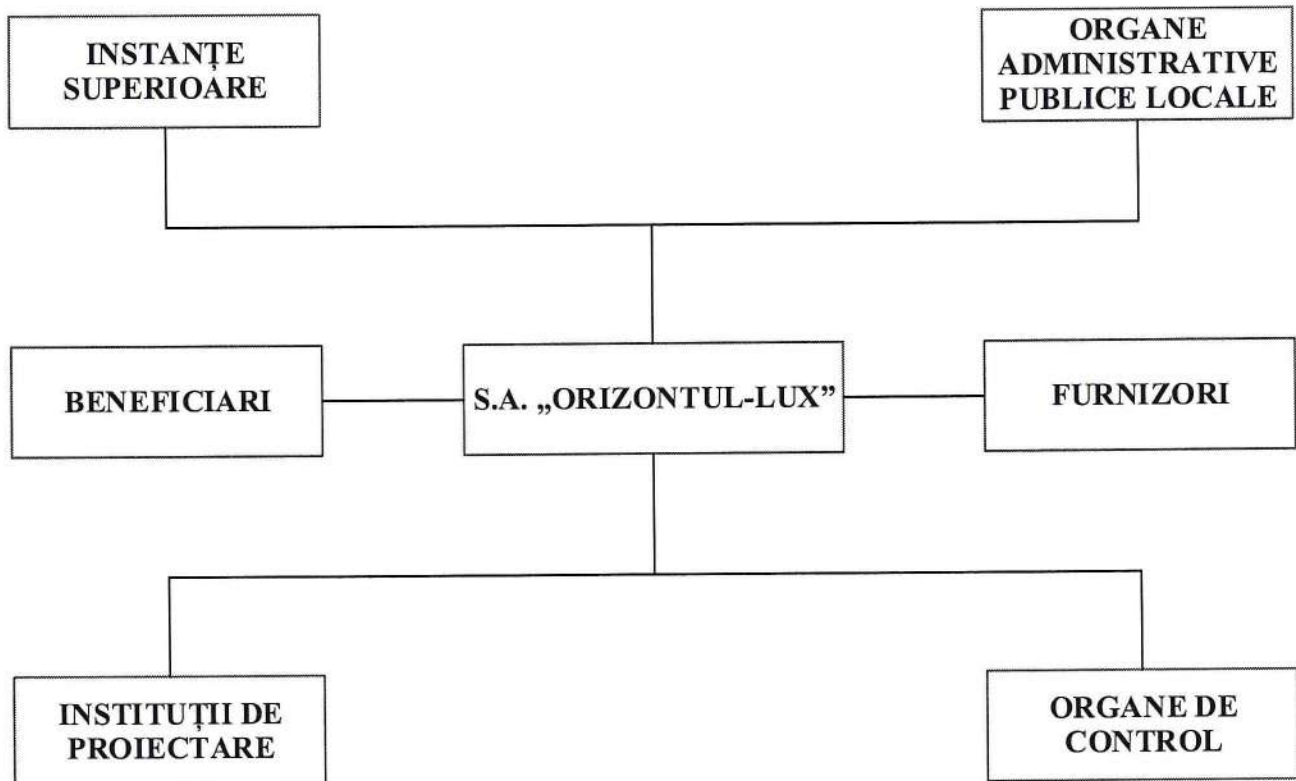 INSTANȚE
SUPERIOARE
ORGANE
ADMINISTRATIVE
PUBLICE LOCALE
BENEFICIARI
S.A. „ORIZONTUL-LUX”
FURNIZORI
INSTITUȚII DE
PROIECTARE
ORGANE DE
CONTROL